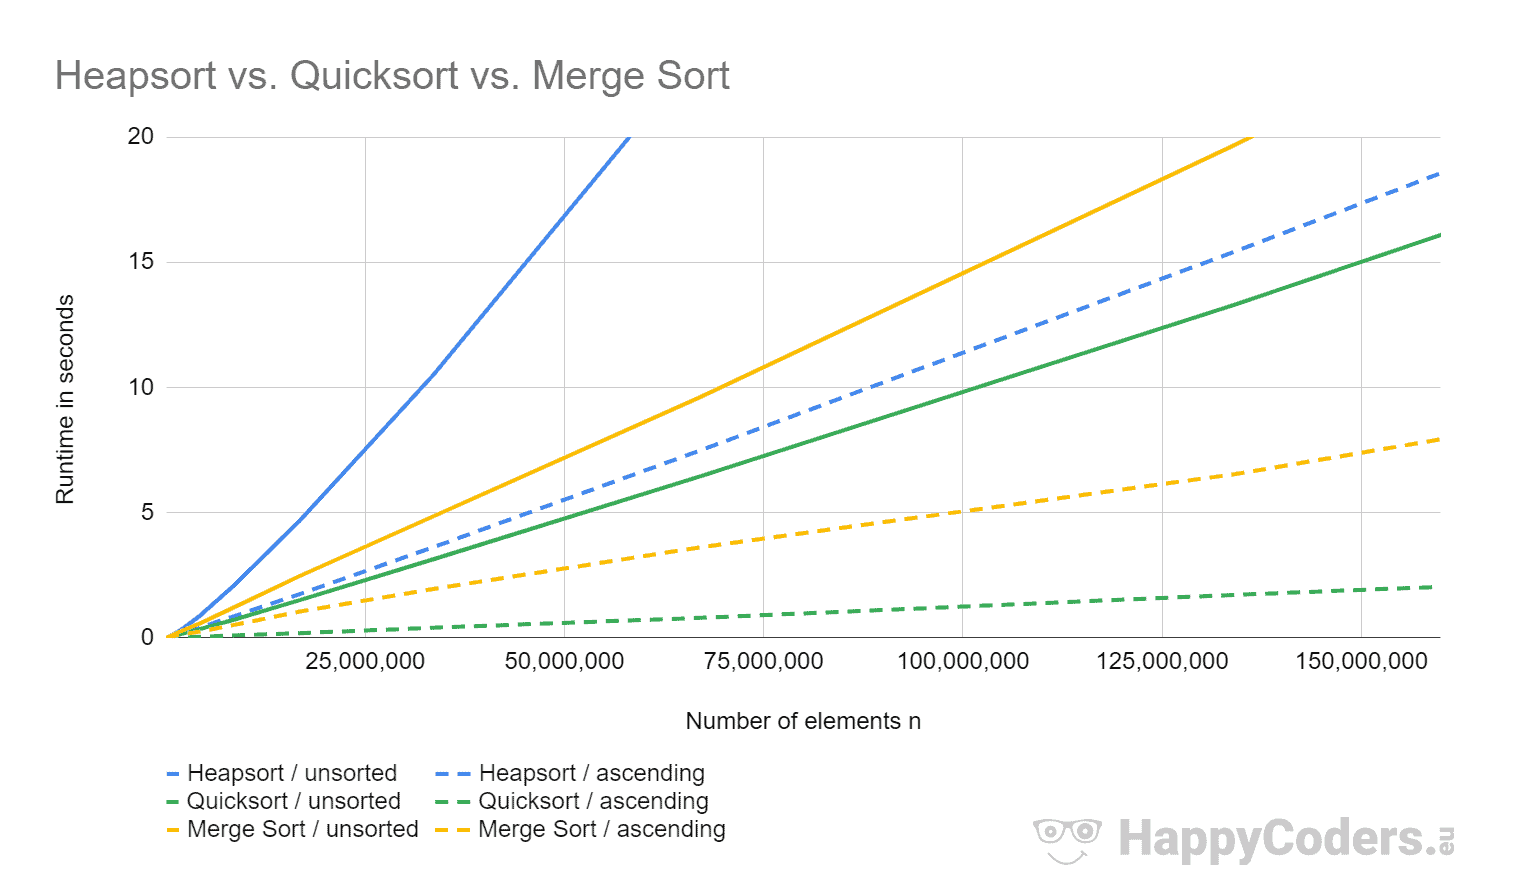 Heapsort vs. Quicksort vs. Merge Sort
20
15
10
5
0
Runtime in seconds
25,000,000 50,000,000 75,000,000 100,000,000 125,000,000 150,000,000
Number of elements n
Heapsort / unsorted Heapsort / ascending
Quicksort / unsorted Quicksort / ascending
Merge Sort / unsorted Merge Sort / ascending
HappyCoders.eu